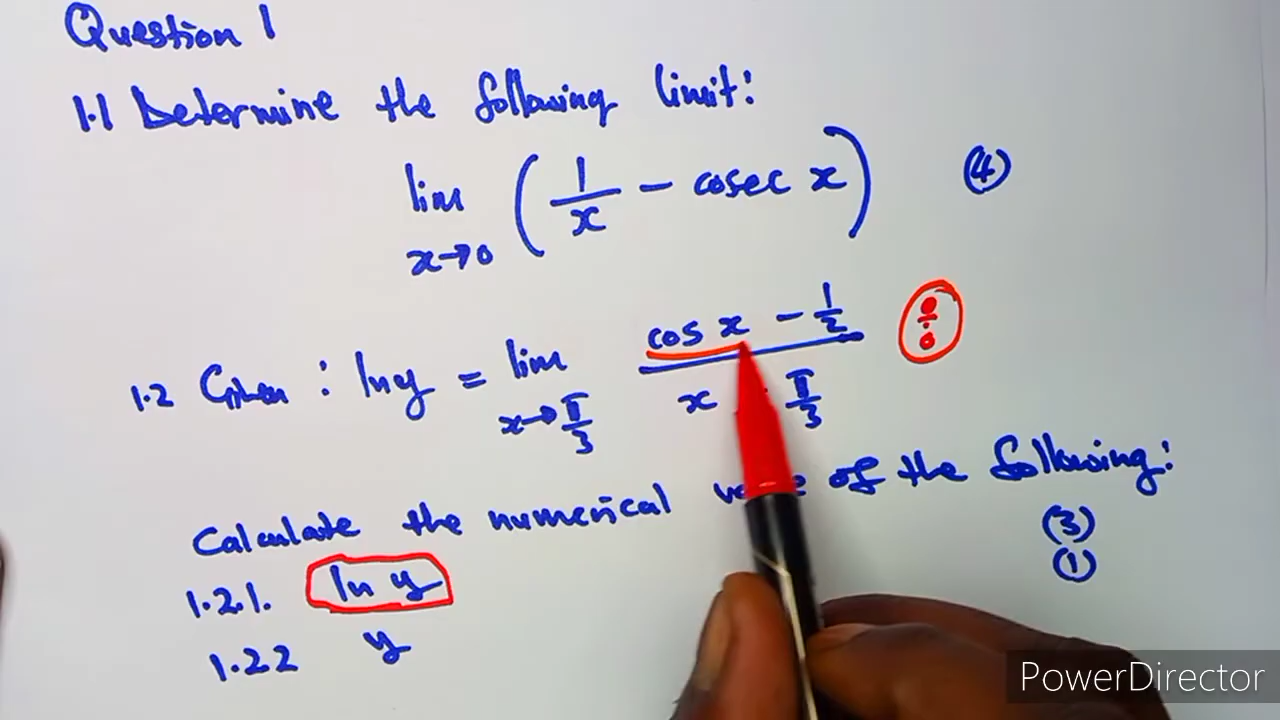 Question 1
1.1 Determine the following limit:
lim x→0 ( 1/x − cosec x ) (4)
1.2 Given : ln y = lim x→π/3 (cos x − 1/2)/(x − π/3) 0/0
Calculate the numerical of the following:
(3)
1.2.1. ln y (1)
1.22 y
PowerDirector